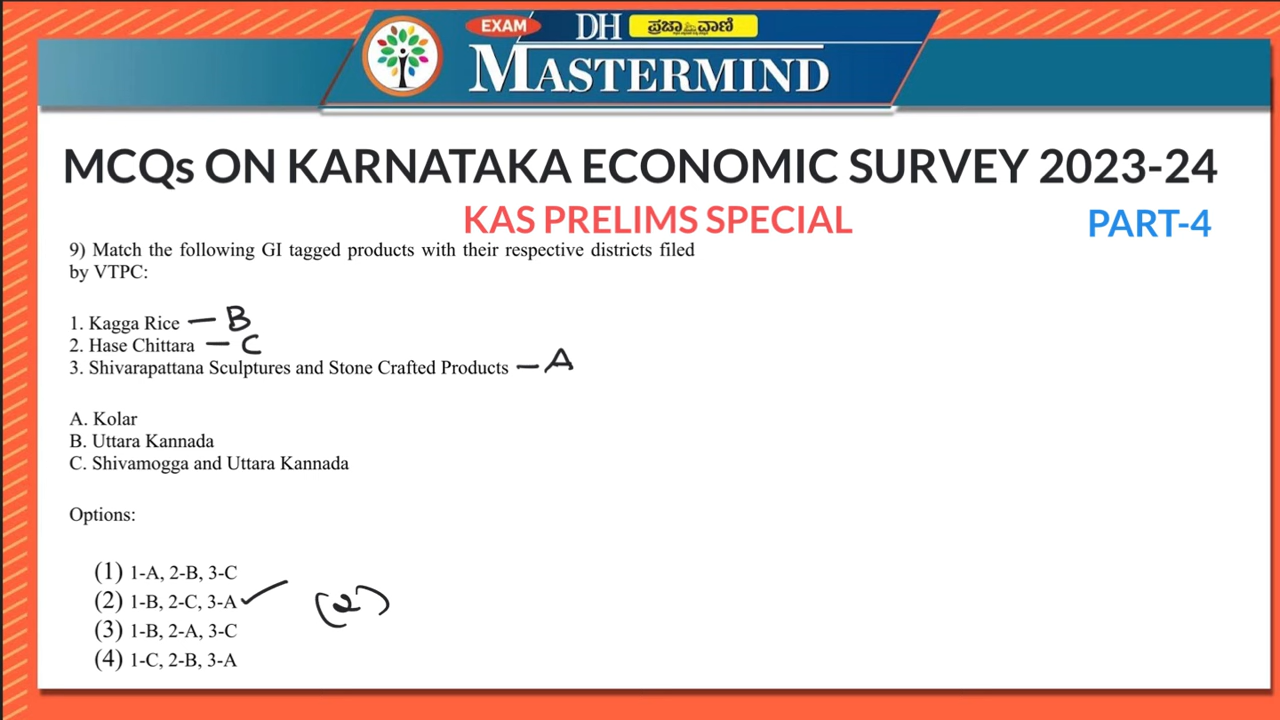 EXAM DH ಪ್ರಜಾವಾಣಿ
MASTERMIND
MCQs ON KARNATAKA ECONOMIC SURVEY 2023-24
KAS PRELIMS SPECIAL PART-4
9) Match the following GI tagged products with their respective districts filed
by VTPC:
1. Kagga Rice — B
2. Hase Chittara — C
3. Shivarapattana Sculptures and Stone Crafted Products — A
A. Kolar
B. Uttara Kannada
C. Shivamogga and Uttara Kannada
Options:
(1) 1-A, 2-B, 3-C
(2) 1-B, 2-C, 3-A ✓ (2)
(3) 1-B, 2-A, 3-C
(4) 1-C, 2-B, 3-A